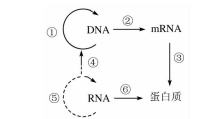 ① DNA ② mRNA
④ ③
⑤ RNA ⑥ 蛋白质